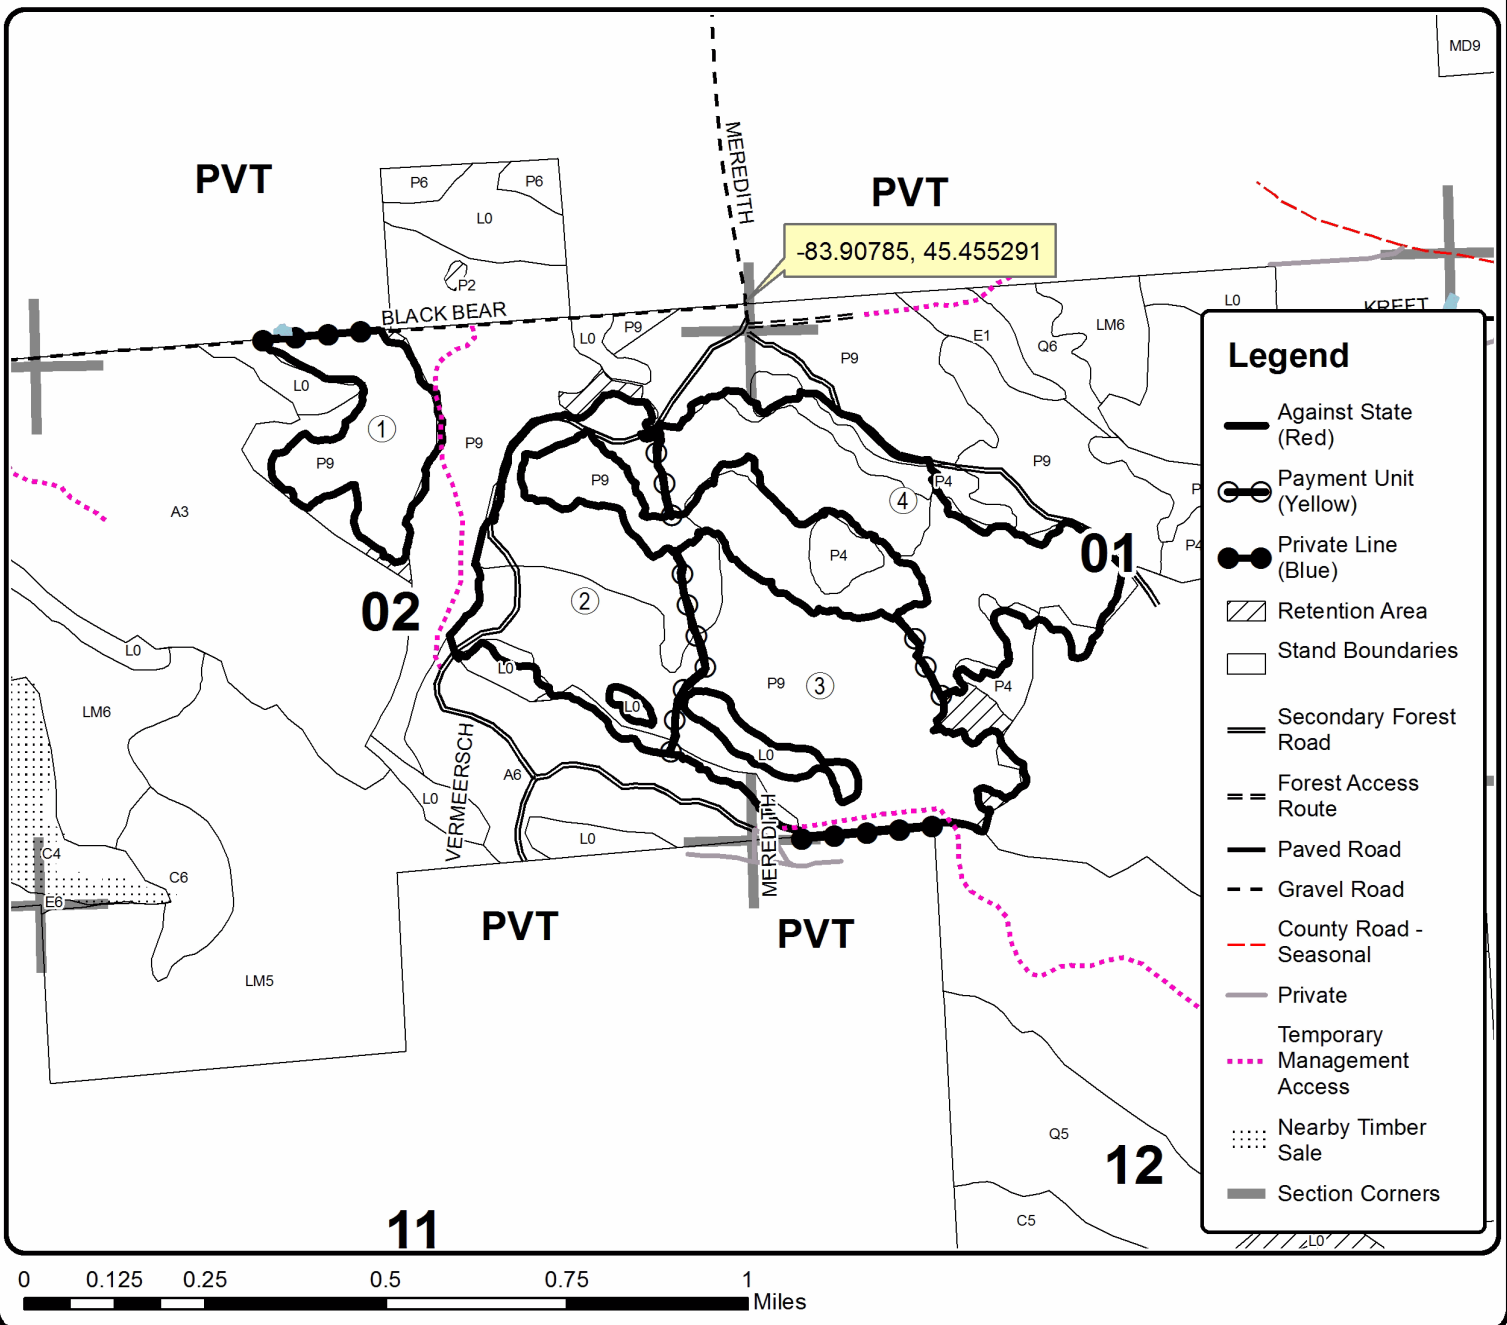 MD9
MEREDITH
PVT
PVT
P6
P6
L0
-83.90785, 45.455291
P2
BLACK BEAR
L0
KREFT
L0
P9
E1
LM6
Q6
P9
L0
1
P9
P9
P9
P9
P4
4
A3
P
P4
01
P4
02
2
L0
L0
P9
3
P4
L0
LM6
L0
VERMEERSCH
A6
L0
L0
MEREDITH
C4
C6
E6
PVT
PVT
LM5
Q5
12
C5
11
L0
Legend
Against State
(Red)
Payment Unit
(Yellow)
Private Line
(Blue)
Retention Area
Stand Boundaries
Secondary Forest
Road
Forest Access
Route
Paved Road
Gravel Road
County Road -
Seasonal
Private
Temporary
Management
Access
Nearby Timber
Sale
Section Corners
0 0.125 0.25 0.5 0.75 1
Miles